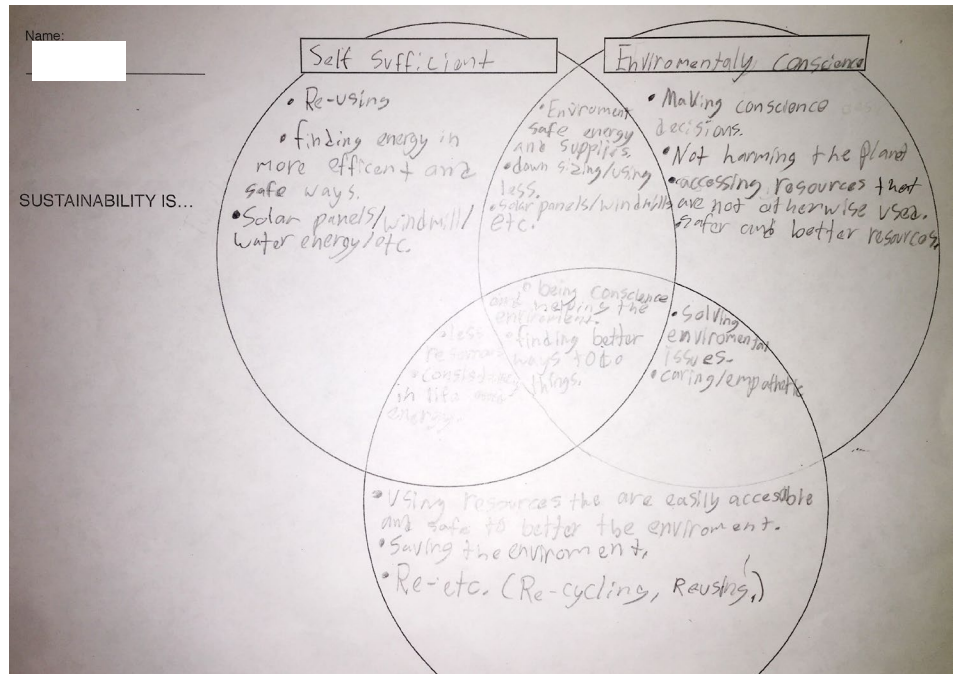 Name:
SUSTAINABILITY IS...
Self Sufficient
• Re-using
• finding energy in
more efficent and
safe ways.
• Solar panels/windmill/
water energy/etc.
• Enviroment
safe energy
and supplies.
• down sizing/using
less.
• Solar panels/windmills
etc.
Enviromentaly conscience
• Making conscience
decisions.
• Not harming the planet
• accessing resources that
are not otherwise used.
• Safer and better resources.
• being conscience
and helping the
enviroment.
• finding better
ways to do
things.
• less
in life
energy.
• Solving
enviromental
issues.
• caring/empathetic
• Using resources the are easily accesible
and safe to better the enviroment.
• Saving the enviroment.
• Re-etc. (Re-cycling, Reusing,)